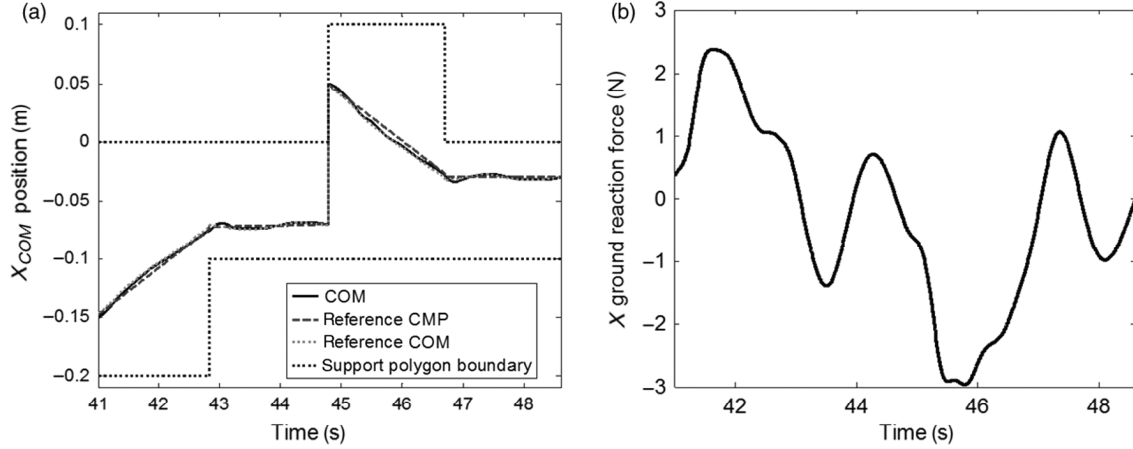 (a)
X_COM position (m)
0.1
0.05
0
−0.05
−0.1
−0.15
−0.2
41 42 43 44 45 46 47 48
Time (s)
COM
Reference CMP
Reference COM
Support polygon boundary
(b)
X ground reaction force (N)
3
2
1
0
−1
−2
−3
42 44 46 48
Time (s)